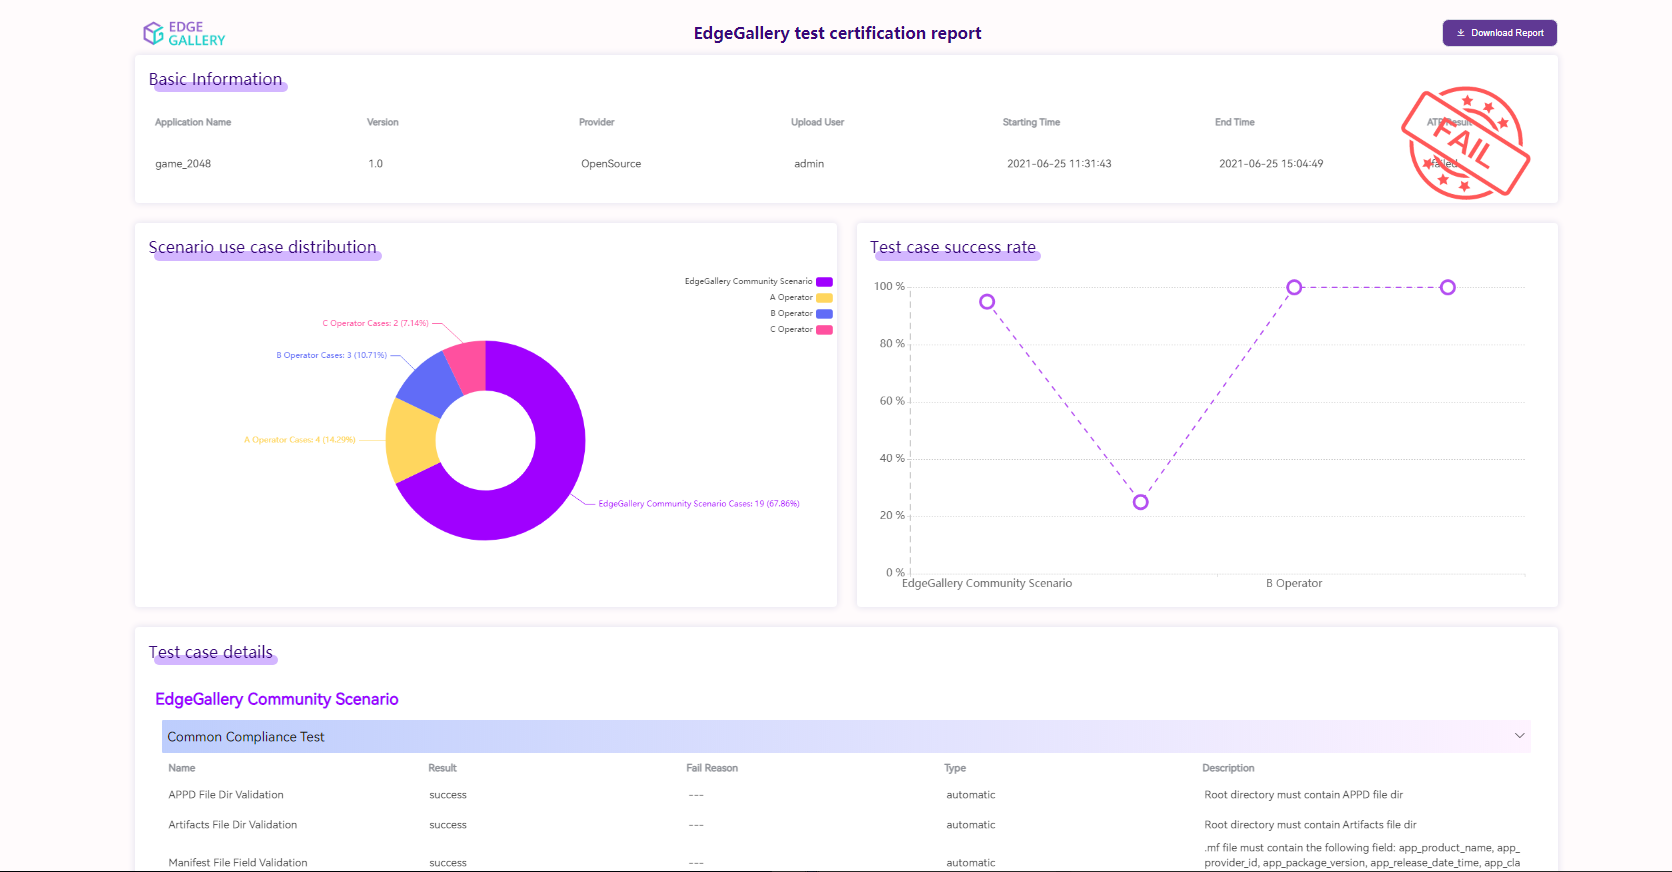 EDGE
GALLERY
EdgeGallery test certification report
Download Report
Basic Information
Application Name Version Provider Upload User Starting Time End Time ATP Result
game_2048 1.0 OpenSource admin 2021-06-25 11:31:43 2021-06-25 15:04:49 failed
FAIL
Scenario use case distribution
EdgeGallery Community Scenario
A Operator
B Operator
C Operator
C Operator Cases: 2 (7.14%)
B Operator Cases: 3 (10.71%)
A Operator Cases: 4 (14.29%)
EdgeGallery Community Scenario Cases: 19 (67.86%)
Test case success rate
100 %
80 %
60 %
40 %
20 %
0 %
EdgeGallery Community Scenario B Operator
Test case details
EdgeGallery Community Scenario
Common Compliance Test
Name Result Fail Reason Type Description
APPD File Dir Validation success --- automatic Root directory must contain APPD file dir
Artifacts File Dir Validation success --- automatic Root directory must contain Artifacts file dir
.mf file must contain the following field: app_product_name, app_
Manifest File Field Validation success --- automatic provider_id, app_package_version, app_release_date_time, app_cla